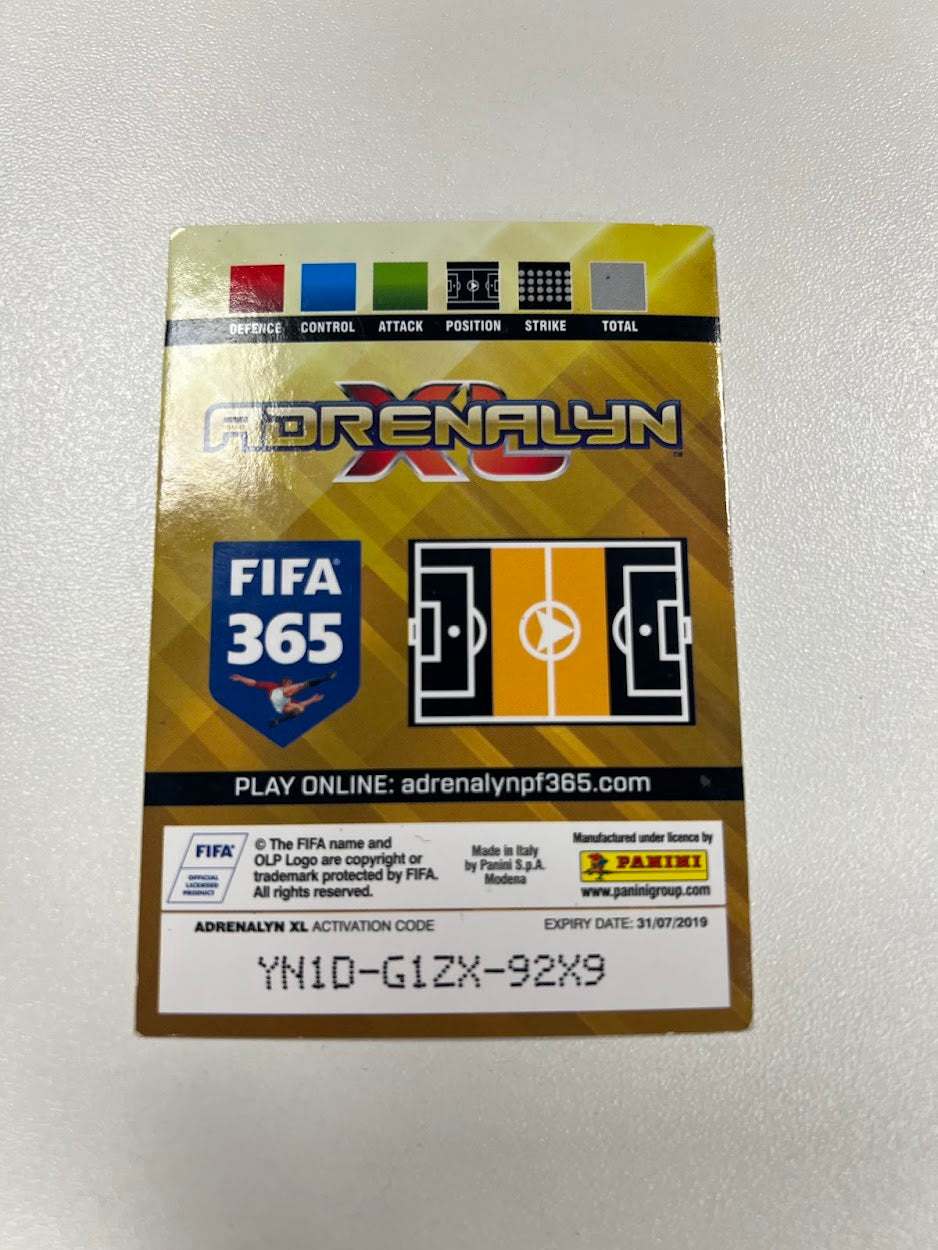 DEFENCE CONTROL ATTACK POSITION STRIKE TOTAL
ADRENALYN XL™
FIFA®
365
PLAY ONLINE: adrenalynpf365.com
FIFA®
OFFICIAL
LICENSED
PRODUCT
© The FIFA name and
OLP Logo are copyright or
trademark protected by FIFA.
All rights reserved.
Made in Italy
by Panini S.p.A.
Modena
Manufactured under licence by
PANINI
www.paninigroup.com
ADRENALYN XL ACTIVATION CODE
EXPIRY DATE: 31/07/2019
YN1D-G1ZX-92X9